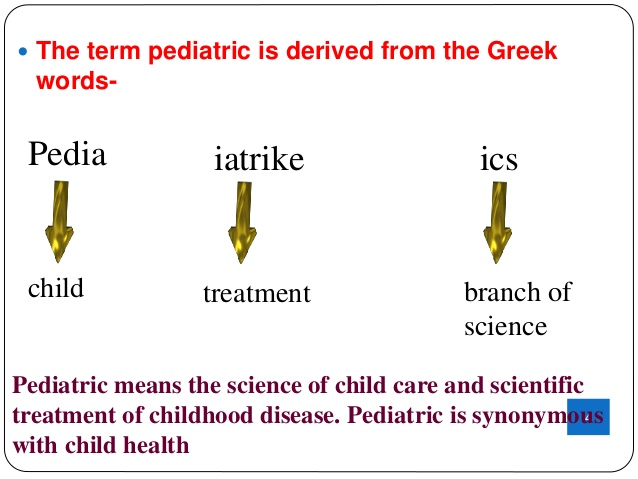 The term pediatric is derived from the Greek
words-
Pedia iatrike ics
child treatment branch of
science
Pediatric means the science of child care and scientific
treatment of childhood disease. Pediatric is synonymous
with child health